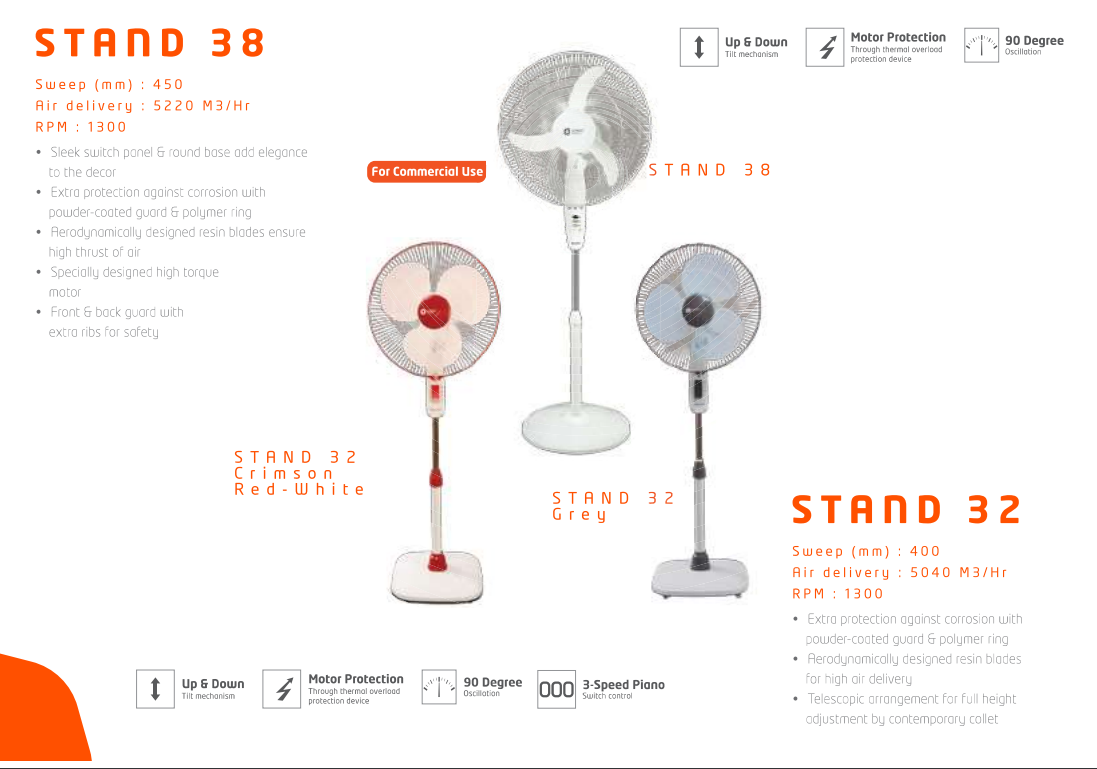 STAND 38
Sweep (mm) : 450
Air delivery : 5220 M3/Hr
RPM : 1300
• Sleek switch panel & round base add elegance
to the decor
• Extra protection against corrosion with
powder-coated guard & polymer ring
• Aerodynamically designed resin blades ensure
high thrust of air
• Specially designed high torque
motor
• Front & back guard with
extra ribs for safety
Up & Down
Tilt mechanism
Motor Protection
Through thermal overload
protection device
90 Degree
Oscillation
For Commercial Use
STAND 38
STAND 32
Crimson
Red-White
STAND 32
Grey
STAND 32
Sweep (mm) : 400
Air delivery : 5040 M3/Hr
RPM : 1300
• Extra protection against corrosion with
powder-coated guard & polymer ring
• Aerodynamically designed resin blades
for high air delivery
• Telescopic arrangement for full height
adjustment by contemporary collet
Up & Down
Tilt mechanism
Motor Protection
Through thermal overload
protection device
90 Degree
Oscillation
3-Speed Piano
Switch control